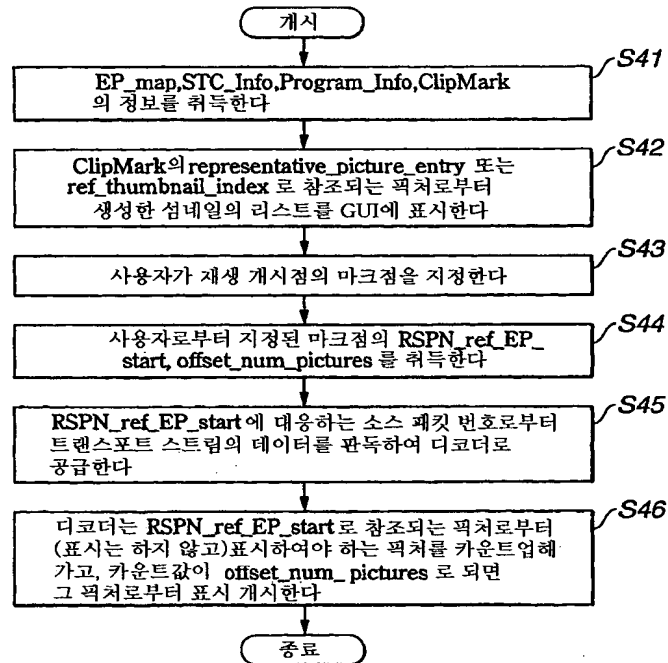 개시
S41
EP_map,STC_Info,Program_Info,ClipMark
의 정보를 취득한다
S42
ClipMark의 representative_picture_entry 또는
ref_thumbnail_index 로 참조되는 픽처로부터
생성한 섬네일의 리스트를 GUI에 표시한다
S43
사용자가 재생 개시점의 마크점을 지정한다
S44
사용자로부터 지정된 마크점의 RSPN_ref_EP_
start, offset_num_pictures 를 취득한다
S45
RSPN_ref_EP_start 에 대응하는 소스 패킷 번호로부터
트랜스포트 스트림의 데이터를 판독하여 디코더로
공급한다
S46
디코더는 RSPN_ref_EP_start 로 참조되는 픽처로부터
(표시는 하지 않고)표시하여야 하는 픽처를 카운트업해
가고, 카운트값이 offset_num_ pictures 로 되면
그 픽처로부터 표시 개시한다
종료